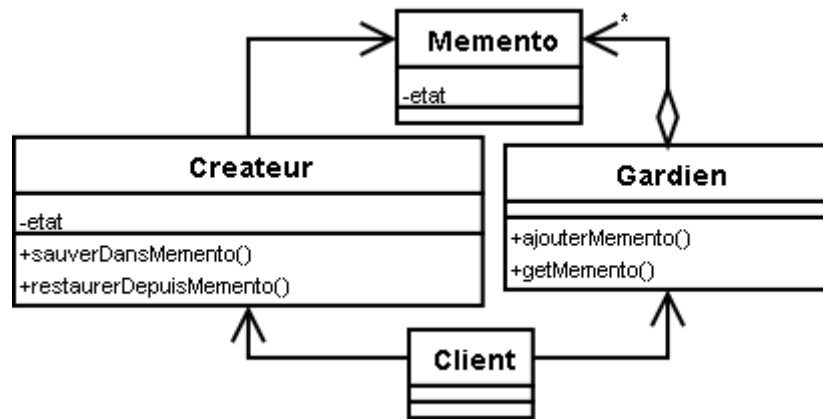 Memento
*
-etat
Createur
-etat
+sauverDansMemento()
+restaurerDepuisMemento()
Gardien
+ajouterMemento()
+getMemento()
Client